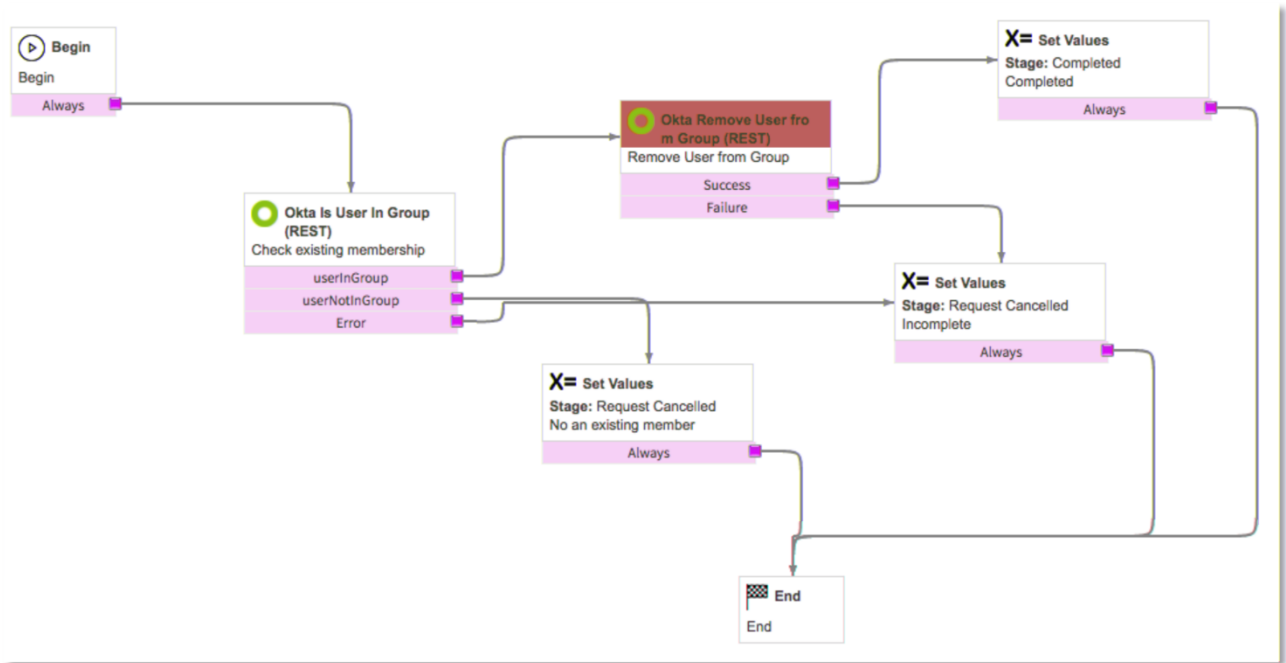 Begin
Begin
Always
Okta Is User In Group
(REST)
Check existing membership
userInGroup
userNotInGroup
Error
Okta Remove User fro
m Group (REST)
Remove User from Group
Success
Failure
X= Set Values
Stage: Completed
Completed
Always
X= Set Values
Stage: Request Cancelled
Incomplete
Always
X= Set Values
Stage: Request Cancelled
No an existing member
Always
End
End